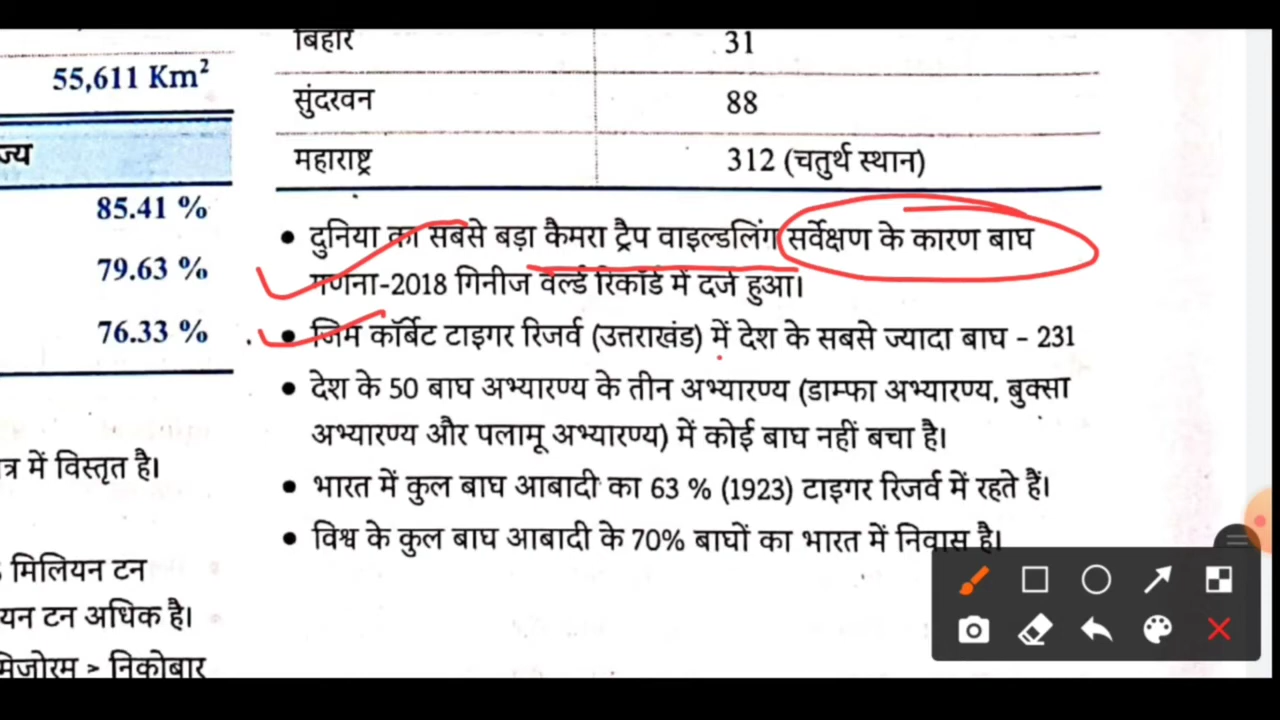 55,611 Km²
ज्य
85.41 %
79.63 %
76.33 %
त्र में विस्तृत है।
मिलियन टन
यन टन अधिक है।
मिजोरम > निकोबार
बिहार 31
सुंदरवन 88
महाराष्ट्र 312 (चतुर्थ स्थान)
• दुनिया का सबसे बड़ा कैमरा ट्रैप वाइल्डलिंग सर्वेक्षण के कारण बाघ
गणना-2018 गिनीज वर्ल्ड रिकॉर्ड में दर्ज हुआ।
• जिम कॉर्बेट टाइगर रिजर्व (उत्तराखंड) में देश के सबसे ज्यादा बाघ - 231
• देश के 50 बाघ अभ्यारण्य के तीन अभ्यारण्य (डाम्फा अभ्यारण्य, बुक्सा
अभ्यारण्य और पलामू अभ्यारण्य) में कोई बाघ नहीं बचा है।
• भारत में कुल बाघ आबादी का 63 % (1923) टाइगर रिजर्व में रहते हैं।
• विश्व के कुल बाघ आबादी के 70% बाघों का भारत में निवास है।